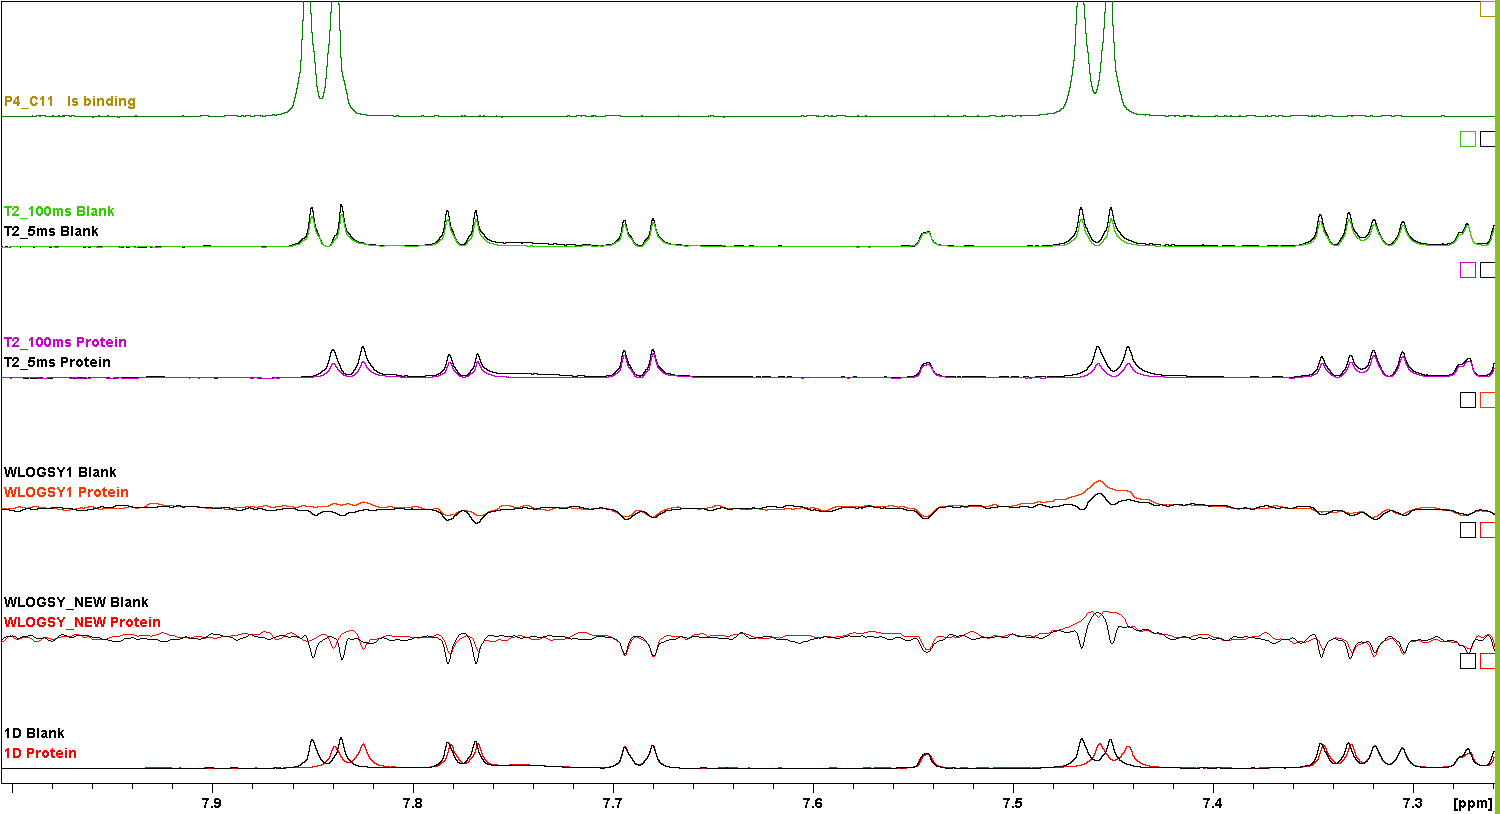 P4_C11 Is binding
T2_100ms Blank
T2_5ms Blank
T2_100ms Protein
T2_5ms Protein
WLOGSY1 Blank
WLOGSY1 Protein
WLOGSY_NEW Blank
WLOGSY_NEW Protein
1D Blank
1D Protein
7.9 7.8 7.7 7.6 7.5 7.4 7.3 [ppm]